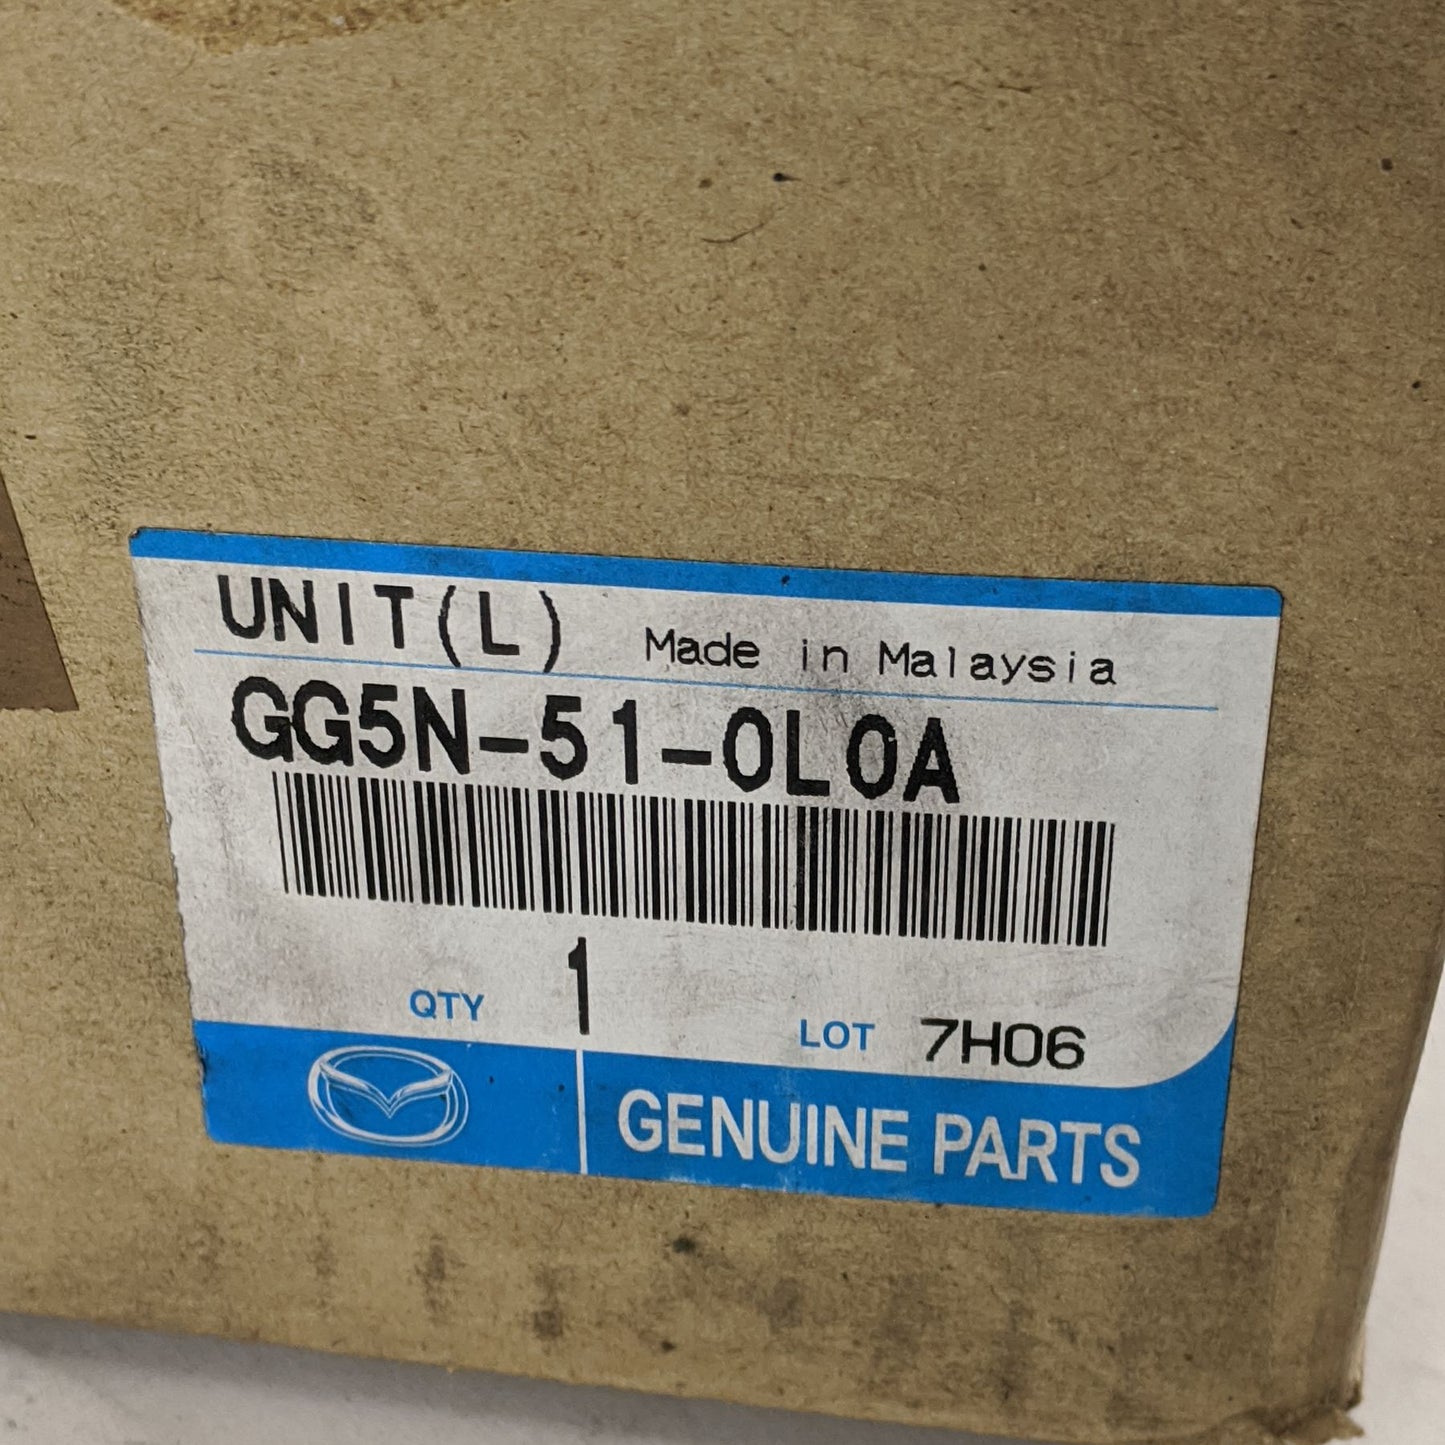 UNIT(L) Made in Malaysia
GG5N-51-0L0A
QTY 1 LOT 7H06
GENUINE PARTS